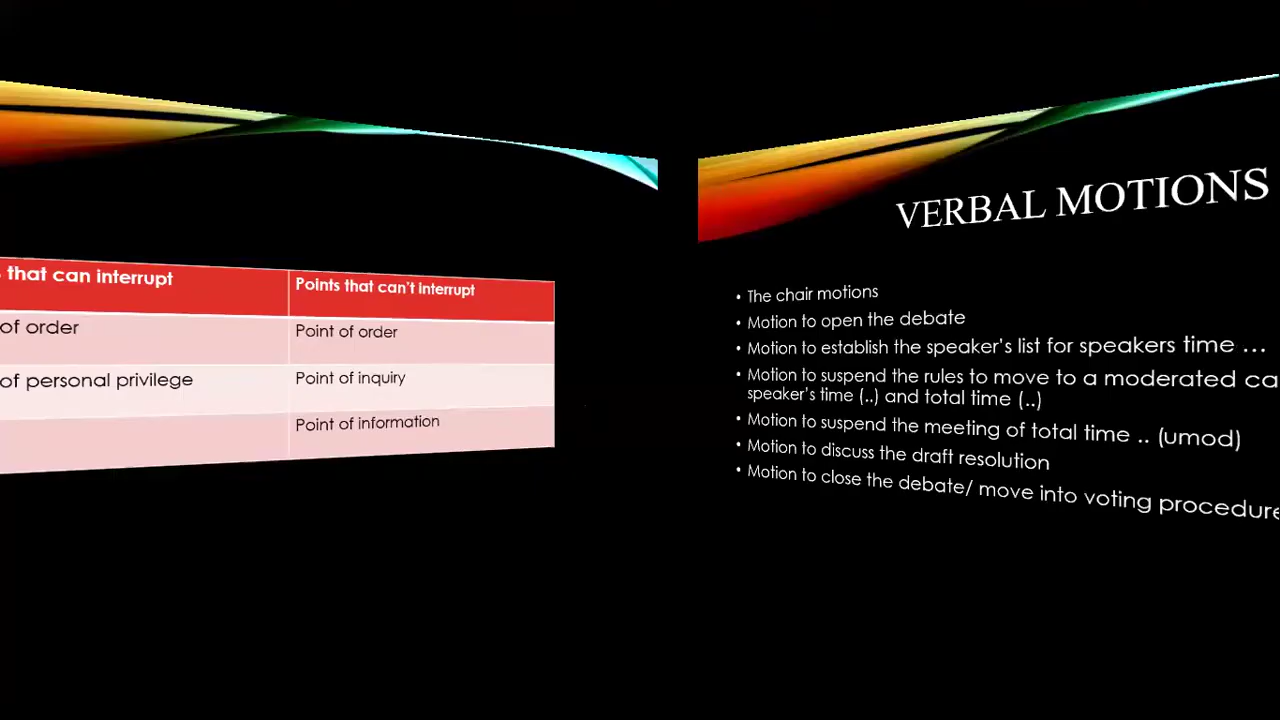 that can interrupt
Points that can't interrupt
of order
Point of order
of personal privilege
Point of inquiry
Point of information
VERBAL MOTIONS
• The chair motions
• Motion to open the debate
• Motion to establish the speaker's list for speakers time ...
• Motion to suspend the rules to move to a moderated
speaker's time (..) and total time (..)
• Motion to suspend the meeting of total time .. (umod)
• Motion to discuss the draft resolution
• Motion to close the debate/ move into voting procedure